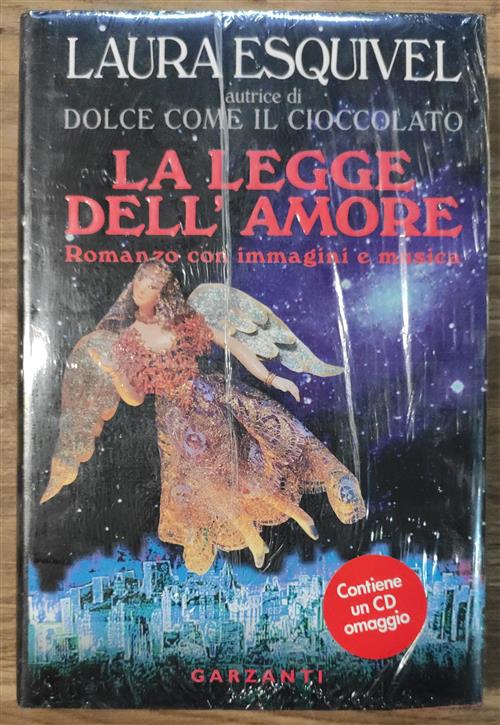 LAURA ESQUIVEL
autrice di
DOLCE COME IL CIOCCOLATO
LA LEGGE
DELL'AMORE
Romanzo con immagini e musica
Contiene
un CD
omaggio
GARZANTI